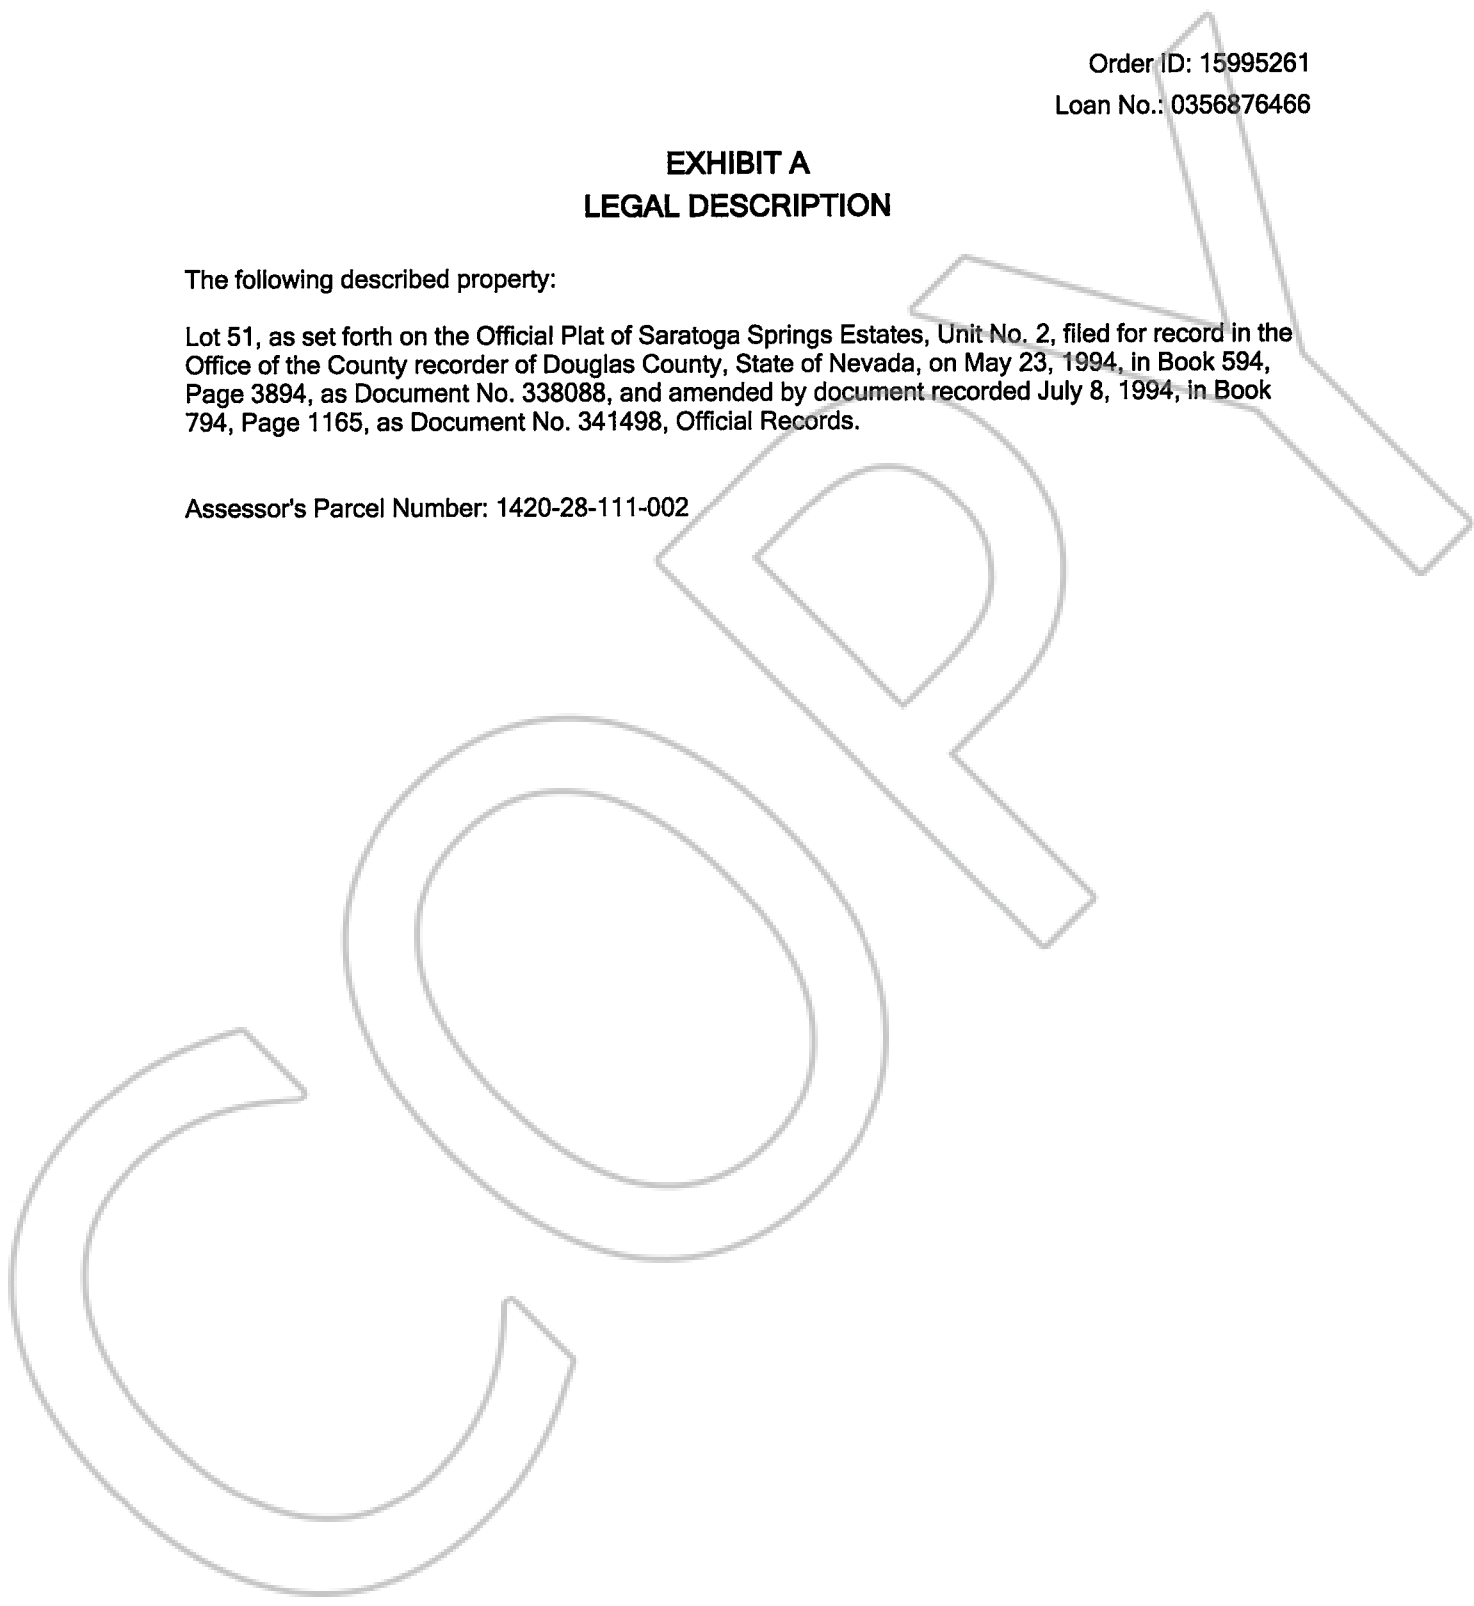 Order ID: 15995261
Loan No.: 0356876466
EXHIBIT A
LEGAL DESCRIPTION
The following described property:
Lot 51, as set forth on the Official Plat of Saratoga Springs Estates, Unit No. 2, filed for record in the
Office of the County recorder of Douglas County, State of Nevada, on May 23, 1994, in Book 594,
Page 3894, as Document No. 338088, and amended by document recorded July 8, 1994, in Book
794, Page 1165, as Document No. 341498, Official Records.
Assessor's Parcel Number: 1420-28-111-002
COPY